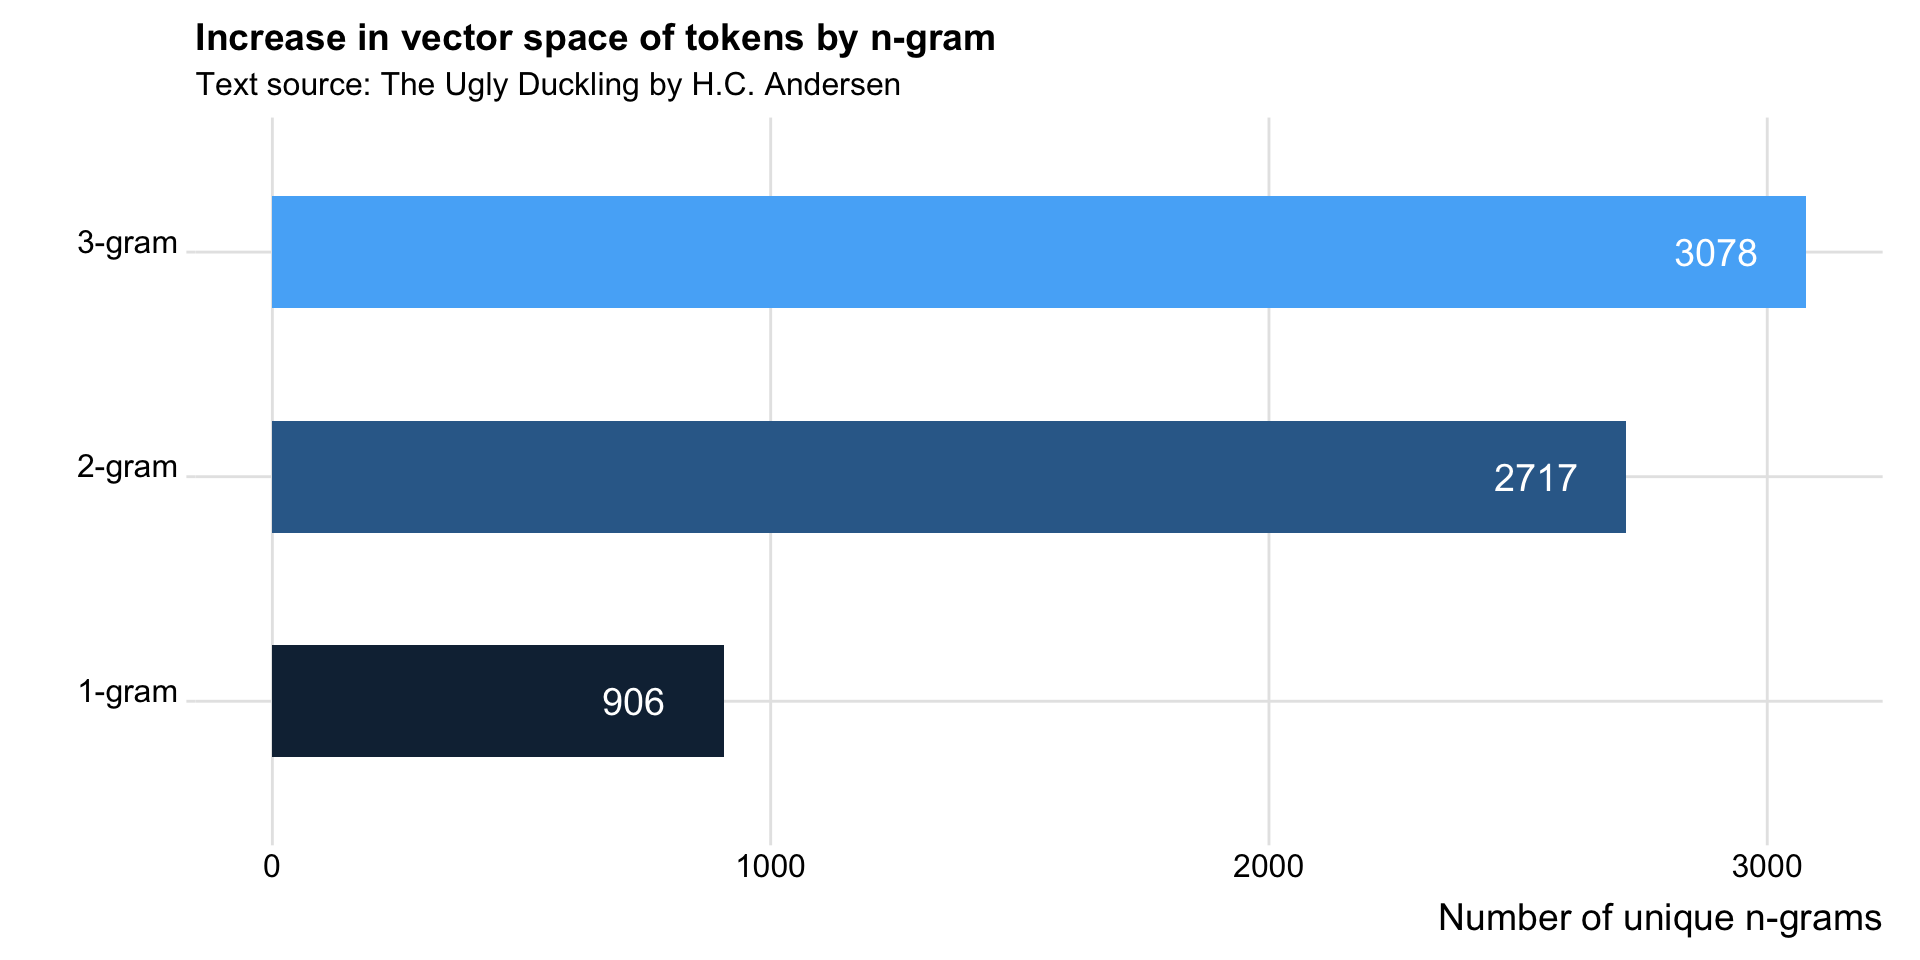 Increase in vector space of tokens by n-gram
Text source: The Ugly Duckling by H.C. Andersen
3-gram
3078
2-gram
2717
1-gram
906
0 1000 2000 3000
Number of unique n-grams